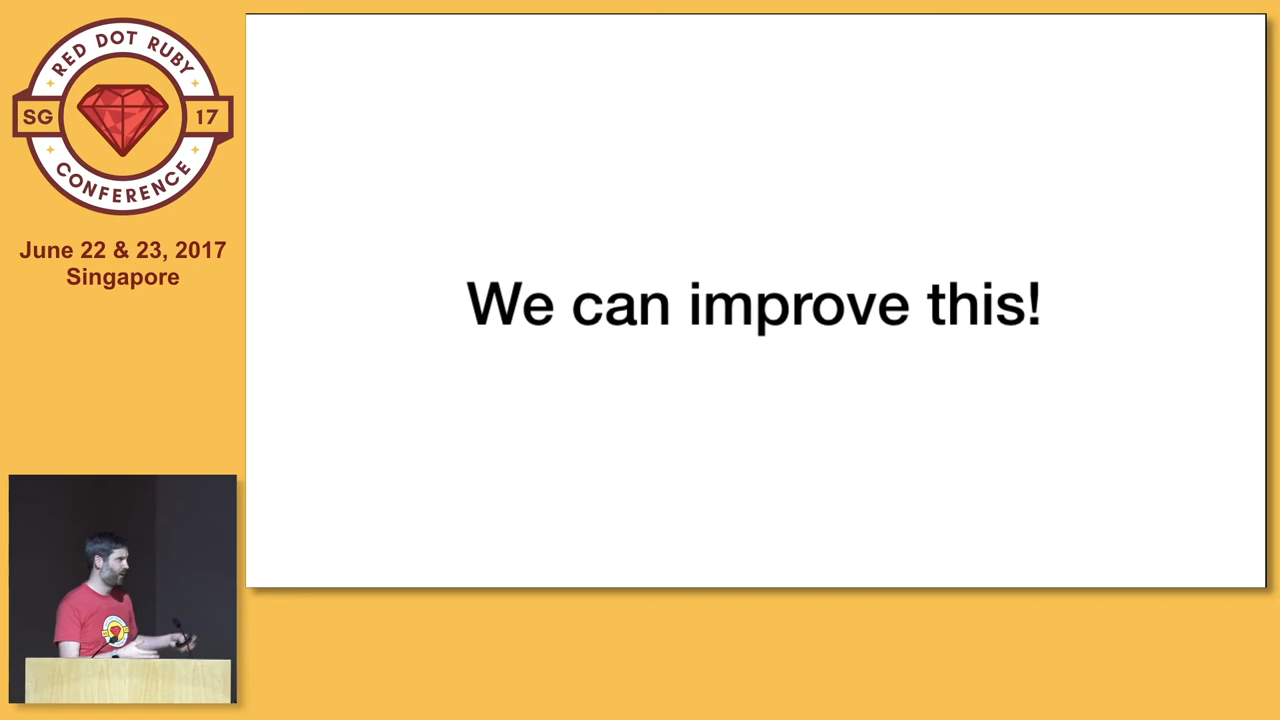 RED DOT RUBY
SG 17
CONFERENCE
June 22 & 23, 2017
Singapore
We can improve this!